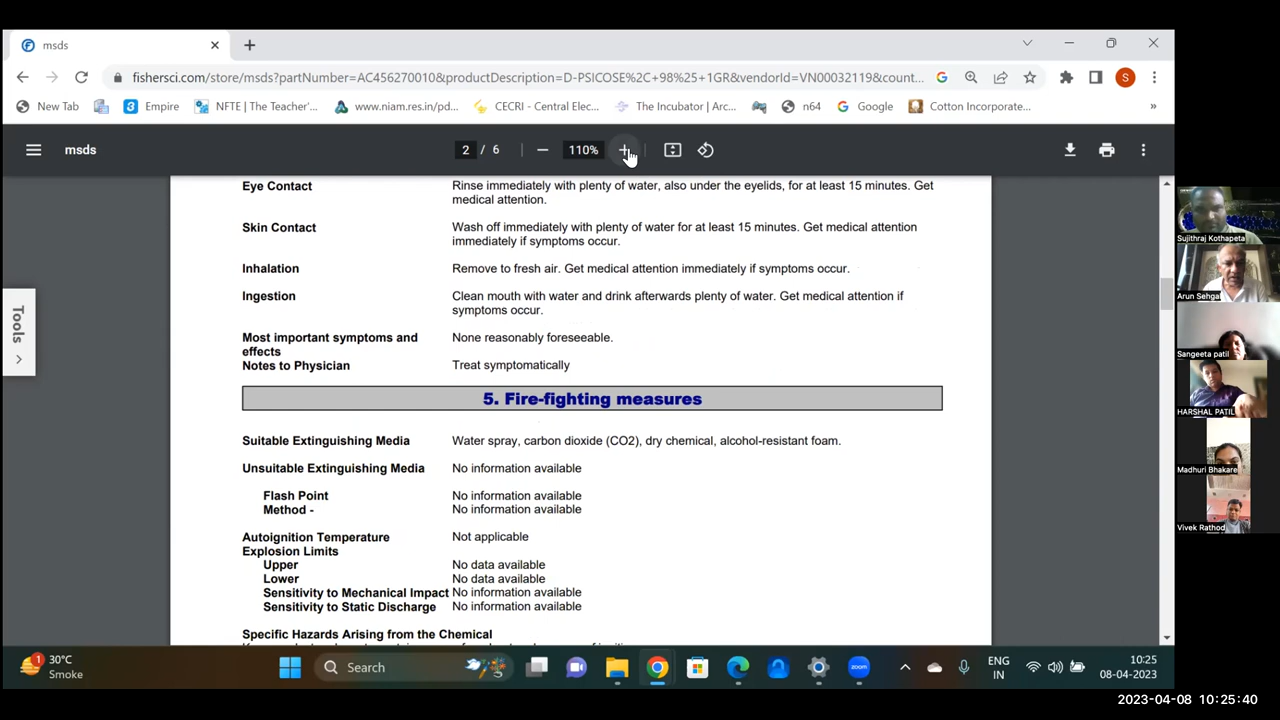 msds
fishersci.com/store/msds?partNumber=AC456270010&productDescription=D-PSICOSE%2C+98%25+1GR&vendorId=VN00032119&count...
New Tab Empire NFTE | The Teacher'... www.niam.res.in/pd... CECRI - Central Elec... The Incubator | Arc... n64 Google Cotton Incorporate... »
S
msds 2 / 6 110%
Tools
Eye Contact Rinse immediately with plenty of water, also under the eyelids, for at least 15 minutes. Get
medical attention.
Skin Contact Wash off immediately with plenty of water for at least 15 minutes. Get medical attention
immediately if symptoms occur.
Inhalation Remove to fresh air. Get medical attention immediately if symptoms occur.
Ingestion Clean mouth with water and drink afterwards plenty of water. Get medical attention if
symptoms occur.
Most important symptoms and None reasonably foreseeable.
effects
Notes to Physician Treat symptomatically
5. Fire-fighting measures
Suitable Extinguishing Media Water spray, carbon dioxide (CO2), dry chemical, alcohol-resistant foam.
Unsuitable Extinguishing Media No information available
Flash Point No information available
Method - No information available
Autoignition Temperature Not applicable
Explosion Limits
Upper No data available
Lower No data available
Sensitivity to Mechanical Impact No information available
Sensitivity to Static Discharge No information available
Specific Hazards Arising from the Chemical
Sujithraj Kothapeta
Arun Sehgal
Sangeeta patil
HARSHAL PATIL
Madhuri Bhakare
Vivek Rathod
1
30°C
Smoke
Search
zoom
ENG
IN
10:25
08-04-2023
2023-04-08 10:25:40